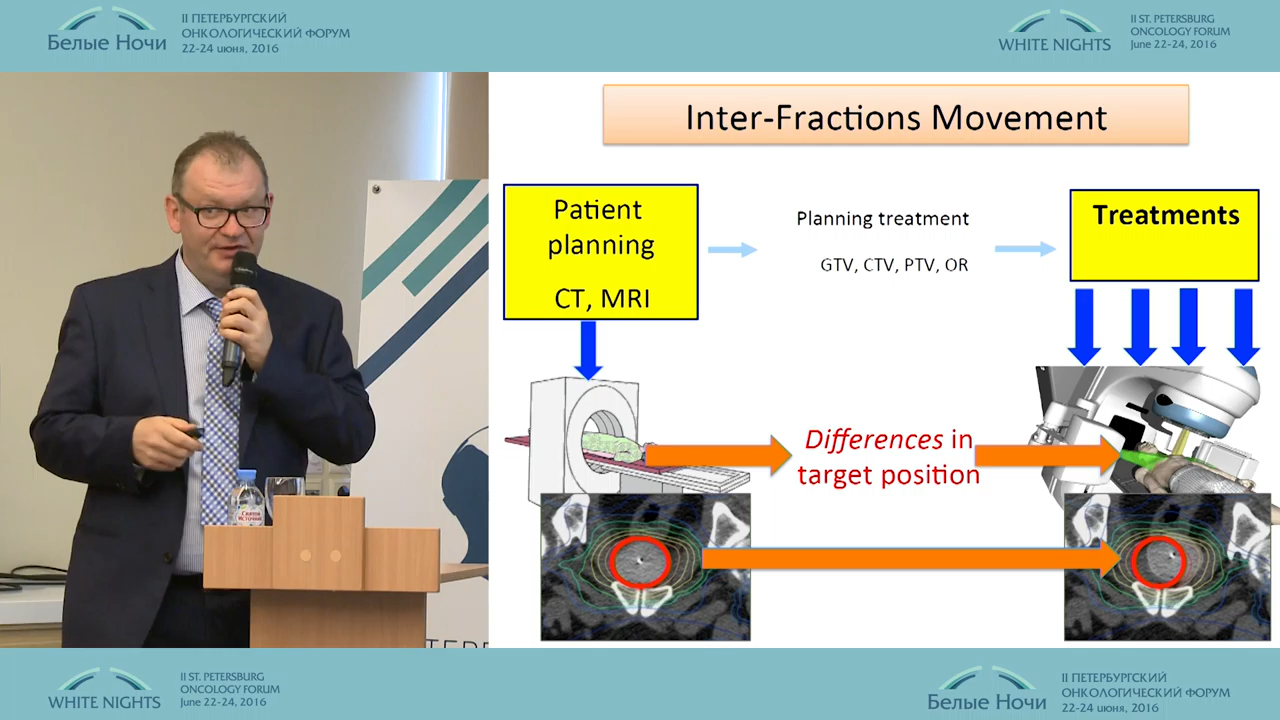 Белые Ночи
II ПЕТЕРБУРГСКИЙ
ОНКОЛОГИЧЕСКИЙ ФОРУМ
22-24 июня, 2016
WHITE NIGHTS
II ST. PETERSBURG
ONCOLOGY FORUM
June 22-24, 2016
Inter-Fractions Movement
Patient
planning
CT, MRI
Planning treatment
GTV, CTV, PTV, OR
Treatments
Differences in
target position
Святой
Источник
WHITE NIGHTS
II ST. PETERSBURG
ONCOLOGY FORUM
June 22-24, 2016
Белые Ночи
II ПЕТЕРБУРГСКИЙ
ОНКОЛОГИЧЕСКИЙ ФОРУМ
22-24 июня, 2016